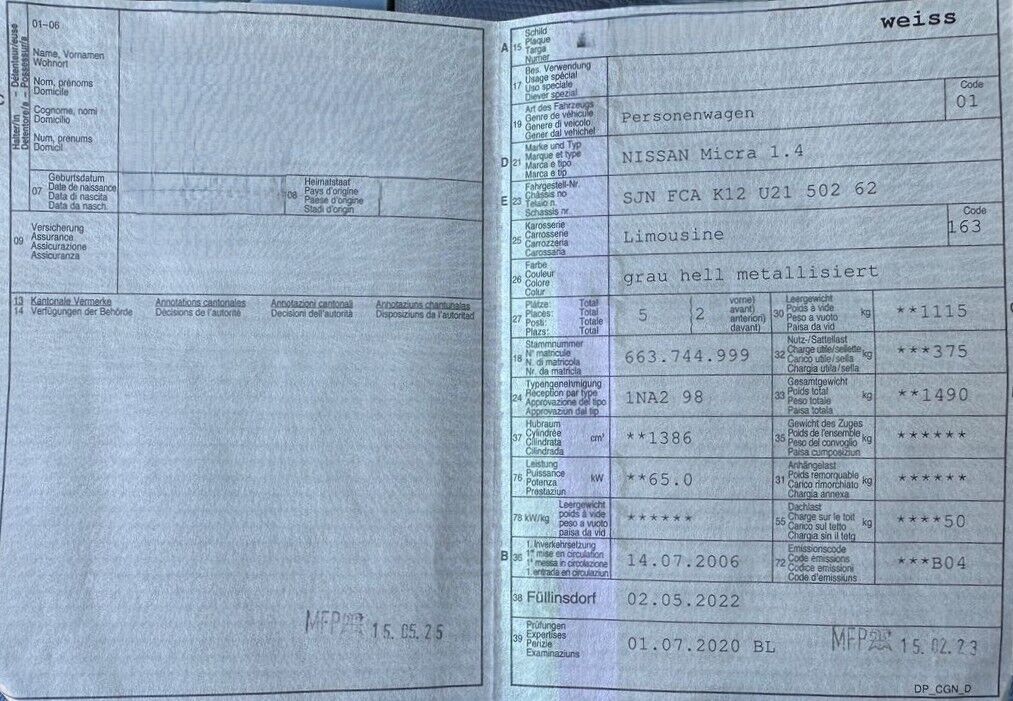 01-06
Halter/in – Détenteur/euse
Detentore/a – Possessur/a
Name, Vornamen
Wohnort
Nom, prénoms
Domicile
Cognome, nomi
Domicilio
Num, prenums
Domicil
07
Geburtsdatum
Date de naissance
Data di nascita
Data da nasch.
08
Heimatstaat
Pays d'origine
Paese d'origine
Stadi d'origin
09
Versicherung
Assurance
Assicurazione
Assicuranza
13 Kantonale Vermerke Annotations cantonales Annotazioni cantonali Annotaziuns chantunalas
14 Verfügungen der Behörde Décisions de l'autorité Decisioni dell'autorità Disposiziuns da l'autoritad
MFP 15.05.25
weiss
A 15
Schild
Plaque
Targa
Numer
17
Bes. Verwendung
Usage spécial
Uso speciale
Diever spezial
19
Art des Fahrzeugs
Genre de véhicule
Genere di veicolo
Gener dal vehichel
Personenwagen
Code
01
D 21
Marke und Typ
Marque et type
Marca e tipo
Marca e tip
NISSAN Micra 1.4
E 23
Fahrgestell-Nr.
Châssis no
Telaio n.
Schassis nr.
SJN FCA K12 U21 502 62
25
Karosserie
Carrosserie
Carrozzeria
Carossaria
Limousine
Code
163
26
Farbe
Couleur
Colore
Colur
grau hell metallisiert
27
Plätze: Total
Places: Total
Posti: Totale
Plazs: Total
5
2
vorne)
avant)
anteriori)
davant)
30
Leergewicht
Poids à vide
Peso a vuoto
Paisa da vid
kg
**1115
18
Stammnummer
N° matricule
N. di matricola
Nr. da matricla
663.744.999
32
Nutz-/Sattellast
Charge utile/sellette
Carico utile/sella
Chargia utila/sella
kg
***375
24
Typengenehmigung
Réception par type
Approvazione del tipo
Approvaziun dal tip
1NA2 98
33
Gesamtgewicht
Poids total
Peso totale
Paisa totala
kg
**1490
37
Hubraum
Cylindrée
Cilindrata
Cilindrada
cm³
**1386
35
Gewicht des Zuges
Poids de l'ensemble
Peso del convoglio
Paisa cumposiziun
kg
******
76
Leistung
Puissance
Potenza
Prestaziun
kW
**65.0
31
Anhängelast
Poids remorquable
Carico rimorchiato
Chargia annexa
kg
******
78 kW/kg
Leergewicht
poids à vide
peso a vuoto
paisa da vid
******
55
Dachlast
Charge sur le toit
Carico sul tetto
Chargia sin il tetg
kg
****50
B 36
1. Inverkehrsetzung
1re mise en circulation
1a messa in circolazione
1. entrada en circulaziun
14.07.2006
72
Emissionscode
Code émissions
Codice emissioni
Code d'emissiuns
***B04
38 Füllinsdorf
02.05.2022
39
Prüfungen
Expertises
Perizie
Examinaziuns
01.07.2020 BL
MFP 15.02.23
DP_CGN_D